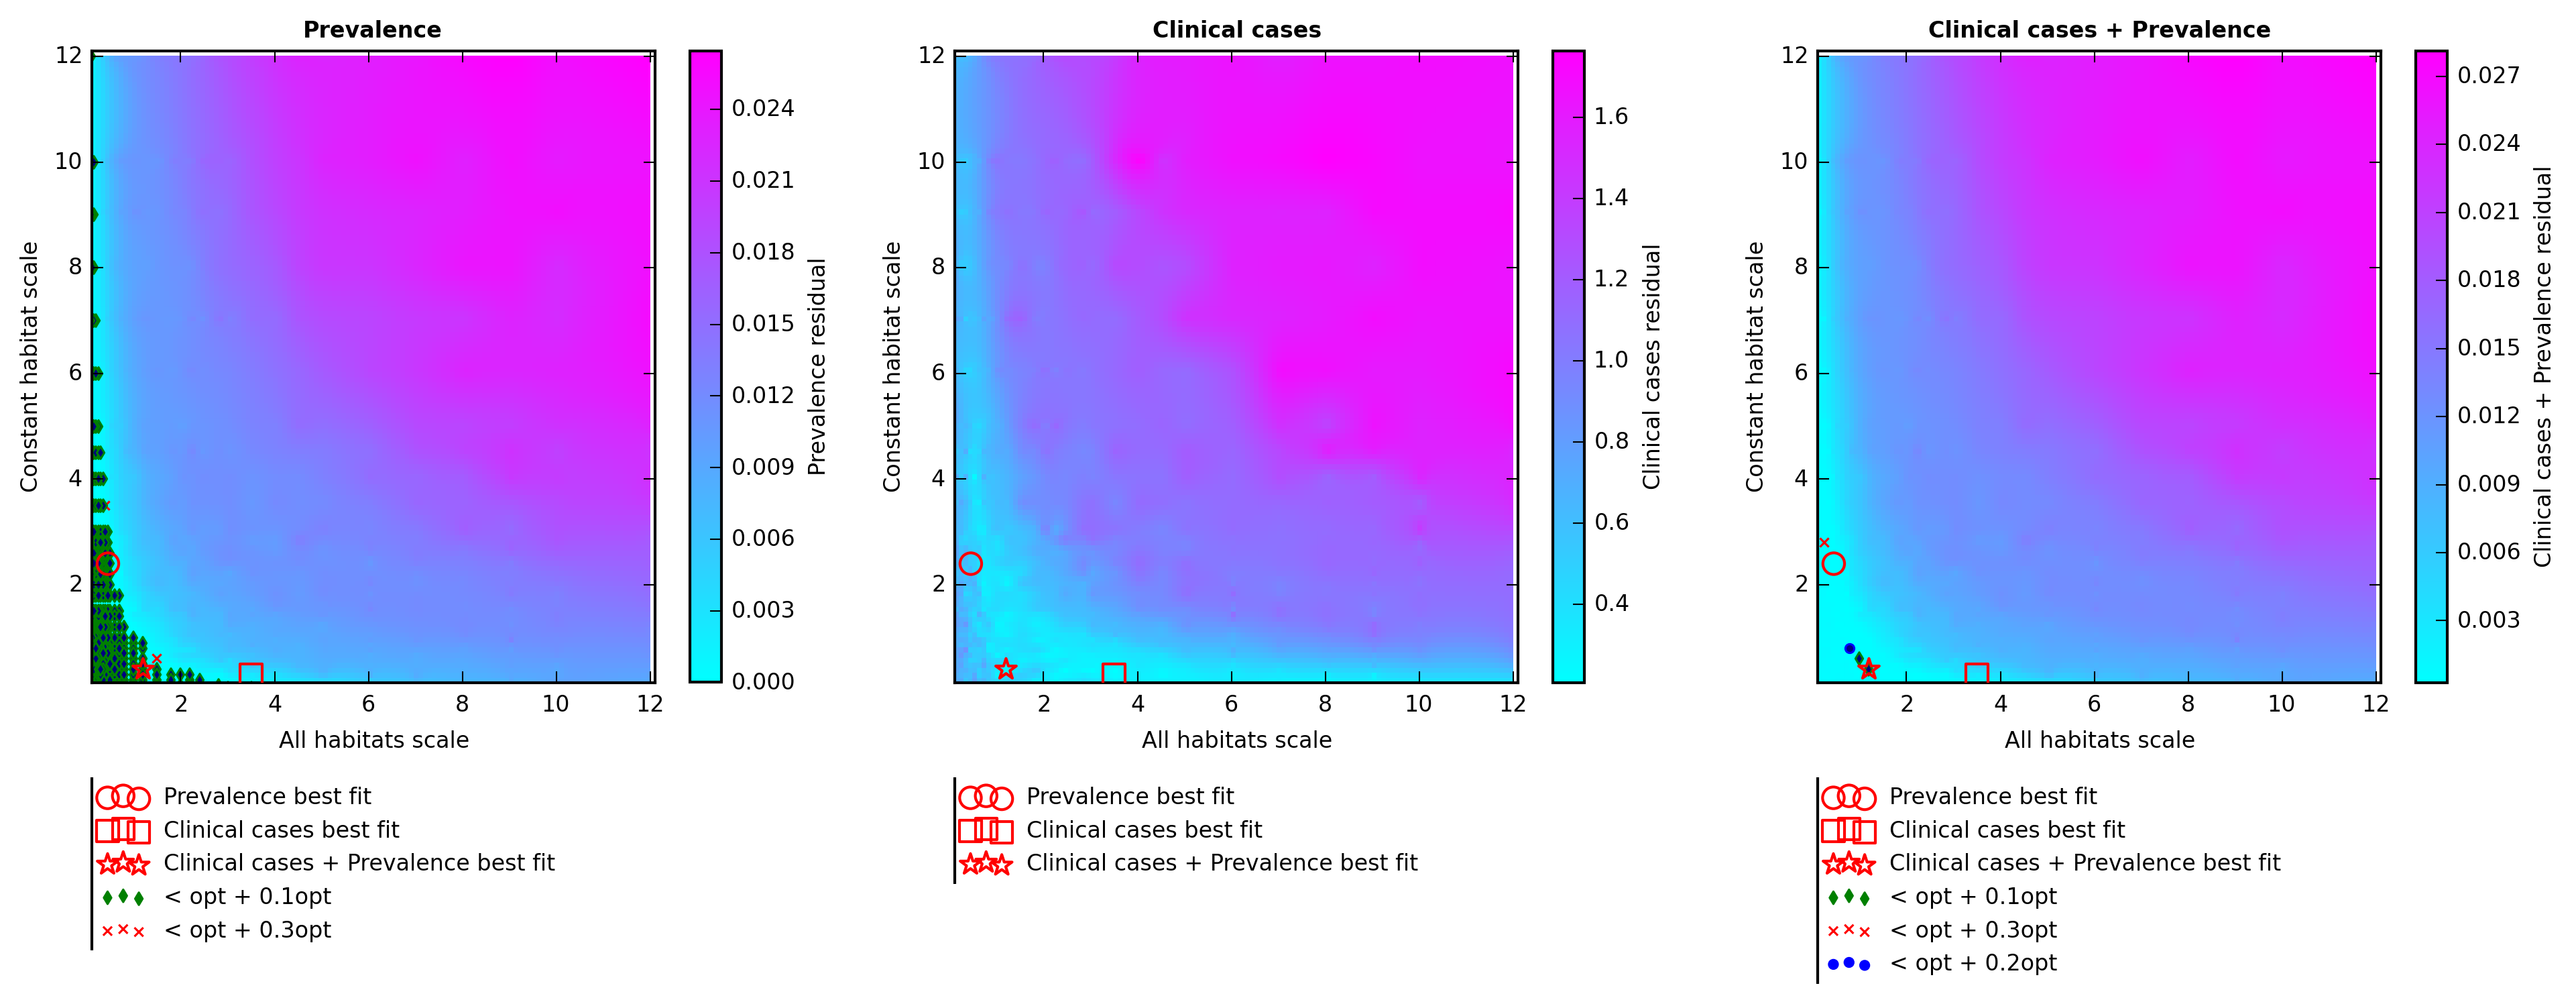 Prevalence
12
10
8
6
4
2
Constant habitat scale
2 4 6 8 10 12
All habitats scale
0.024
0.021
0.018
0.015
0.012
0.009
0.006
0.003
0.000
Prevalence residual
Prevalence best fit
Clinical cases best fit
Clinical cases + Prevalence best fit
< opt + 0.1opt
< opt + 0.3opt
Clinical cases
12
10
8
6
4
2
Constant habitat scale
2 4 6 8 10 12
All habitats scale
1.6
1.4
1.2
1.0
0.8
0.6
0.4
Clinical cases residual
Prevalence best fit
Clinical cases best fit
Clinical cases + Prevalence best fit
Clinical cases + Prevalence
12
10
8
6
4
2
Constant habitat scale
2 4 6 8 10 12
All habitats scale
0.027
0.024
0.021
0.018
0.015
0.012
0.009
0.006
0.003
Clinical cases + Prevalence residual
Prevalence best fit
Clinical cases best fit
Clinical cases + Prevalence best fit
< opt + 0.1opt
< opt + 0.3opt
< opt + 0.2opt